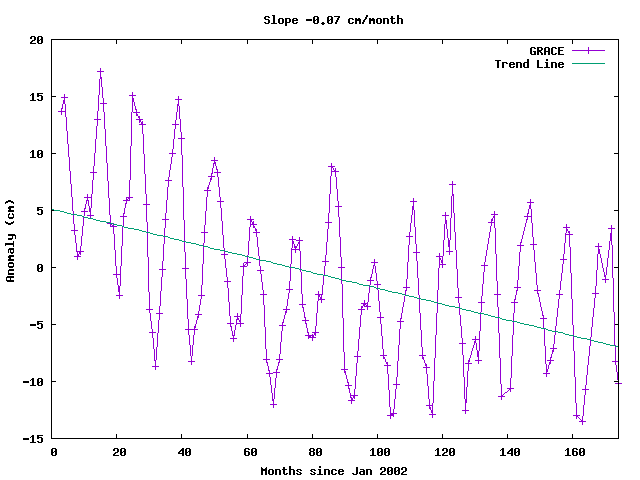 Slope -0.07 cm/month
GRACE
Trend Line
Anomaly (cm)
20
15
10
5
0
-5
-10
-15
0 20 40 60 80 100 120 140 160
Months since Jan 2002